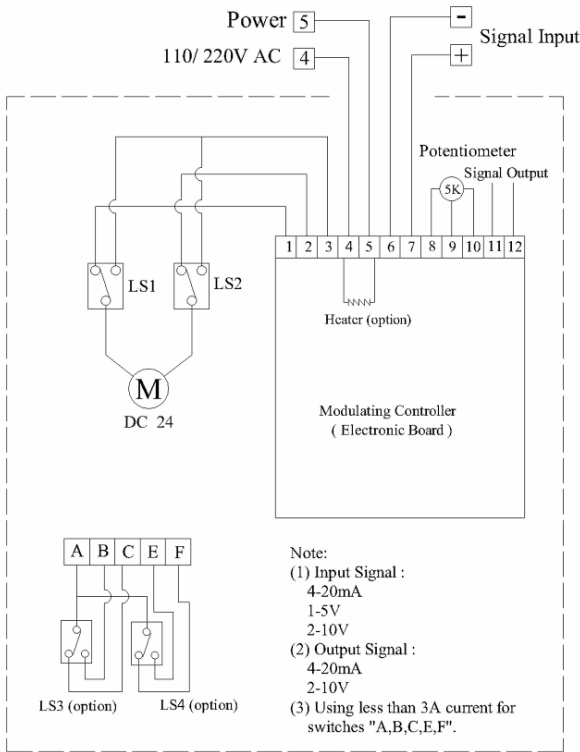 Power 5
110/ 220V AC 4
-
Signal Input
+
Potentiometer
Signal Output
5K
1 2 3 4 5 6 7 8 9 10 11 12
LS1
LS2
Heater (option)
M
DC 24
Modulating Controller
( Electronic Board )
A B C E F
LS3 (option)
LS4 (option)
Note:
(1) Input Signal :
4-20mA
1-5V
2-10V
(2) Output Signal :
4-20mA
2-10V
(3) Using less than 3A current for
switches "A,B,C,E,F".